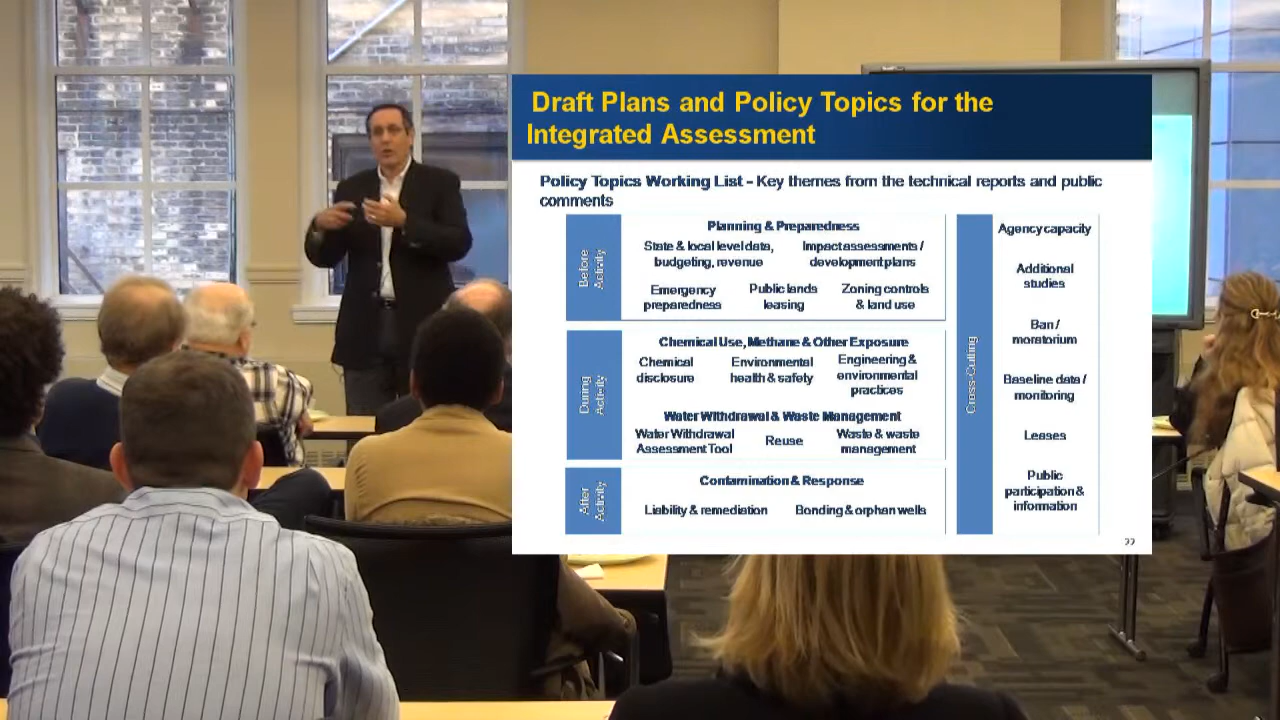 Draft Plans and Policy Topics for the
Integrated Assessment
Policy Topics Working List - Key themes from the technical reports and public
comments
Before
Activity
Planning & Preparedness
State & local level data,
budgeting, revenue
Impact assessments /
development plans
Emergency
preparedness
Public lands
leasing
Zoning controls
& land use
During
Activity
Chemical Use, Methane & Other Exposure
Chemical
disclosure
Environmental
health & safety
Engineering &
environmental
practices
Water Withdrawal & Waste Management
Water Withdrawal
Assessment Tool
Reuse
Waste & waste
management
After
Activity
Contamination & Response
Liability & remediation
Bonding & orphan wells
Cross-Cutting
Agency capacity
Additional
studies
Ban /
moratorium
Baseline data /
monitoring
Leases
Public
participation &
information
22